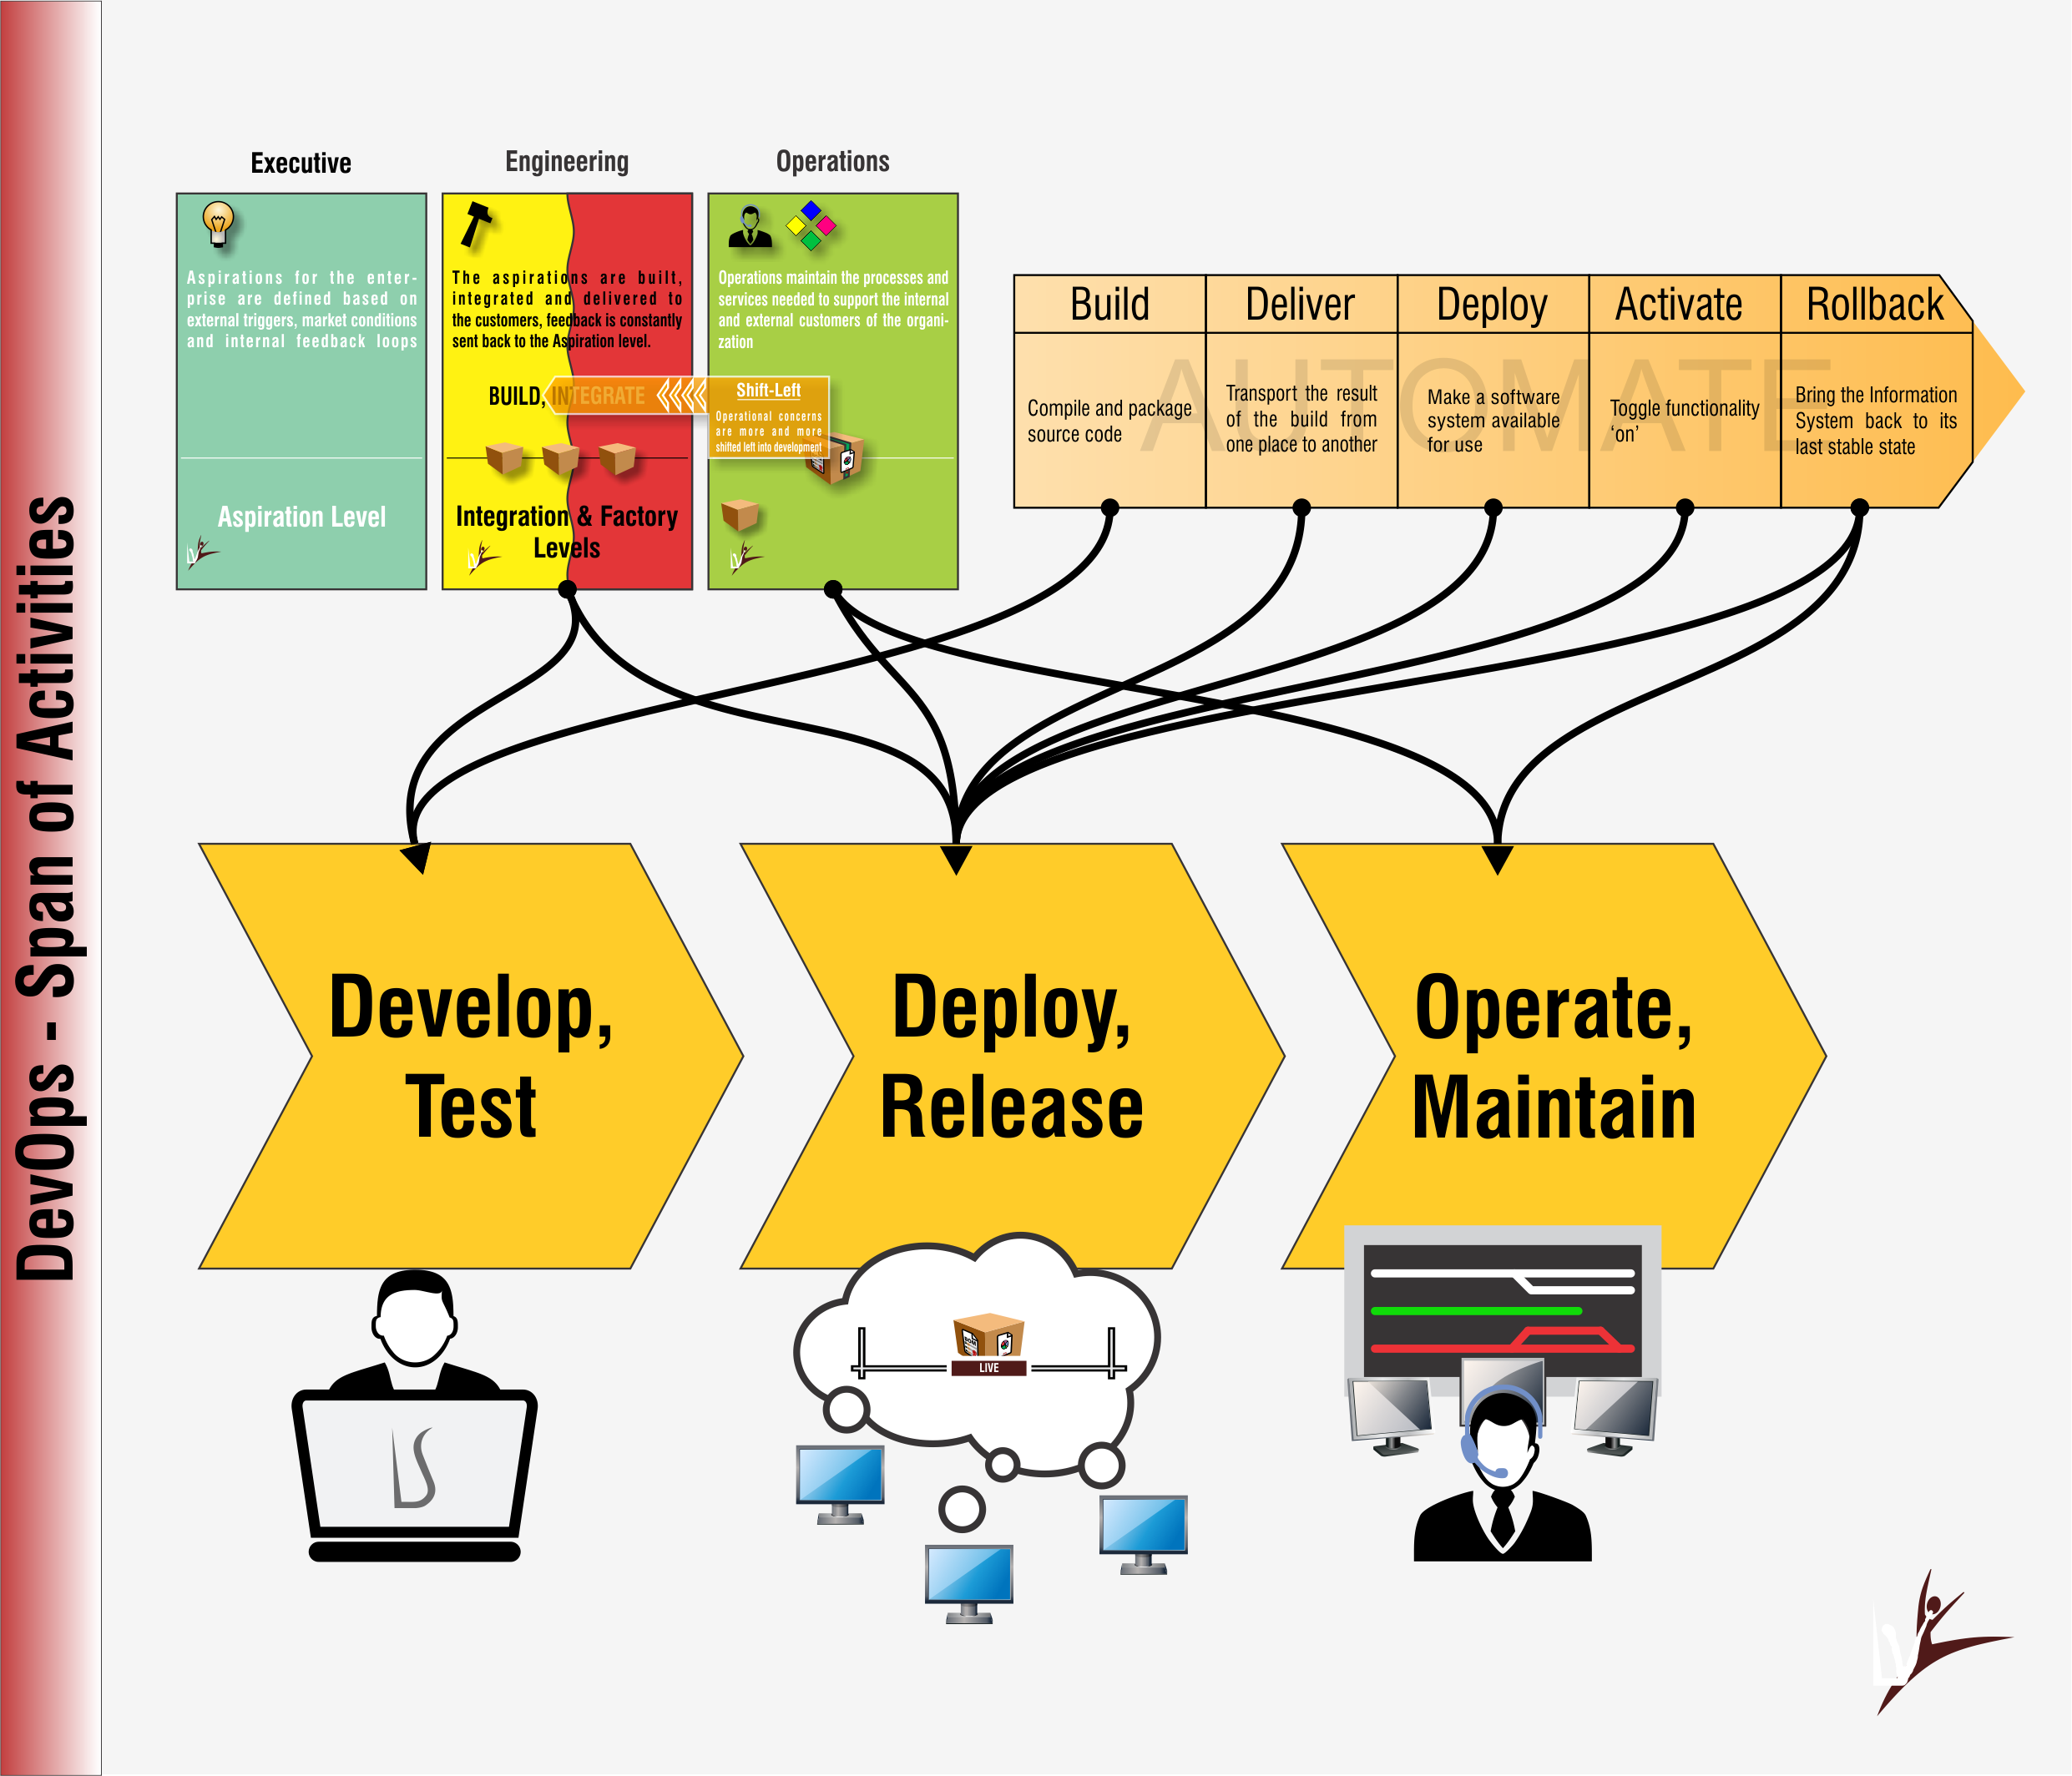 DevOps - Span of Activities
Executive
Aspirations for the enter-
prise are defined based on
external triggers, market conditions
and internal feedback loops
Aspiration Level
Engineering
The aspirations are built,
integrated and delivered to
the customers, feedback is constantly
sent back to the Aspiration level.
BUILD, INTEGRATE
Integration & Factory
Levels
Operations
Operations maintain the processes and
services needed to support the internal
and external customers of the organi-
zation
Shift-Left
Operational concerns
are more and more
shifted left into development
AUTOMATE
Build
Compile and package
source code
Deliver
Transport the result
of the build from
one place to another
Deploy
Make a software
system available
for use
Activate
Toggle functionality
‘on’
Rollback
Bring the Information
System back to its
last stable state
Develop,
Test
Deploy,
Release
Operate,
Maintain
LIVE